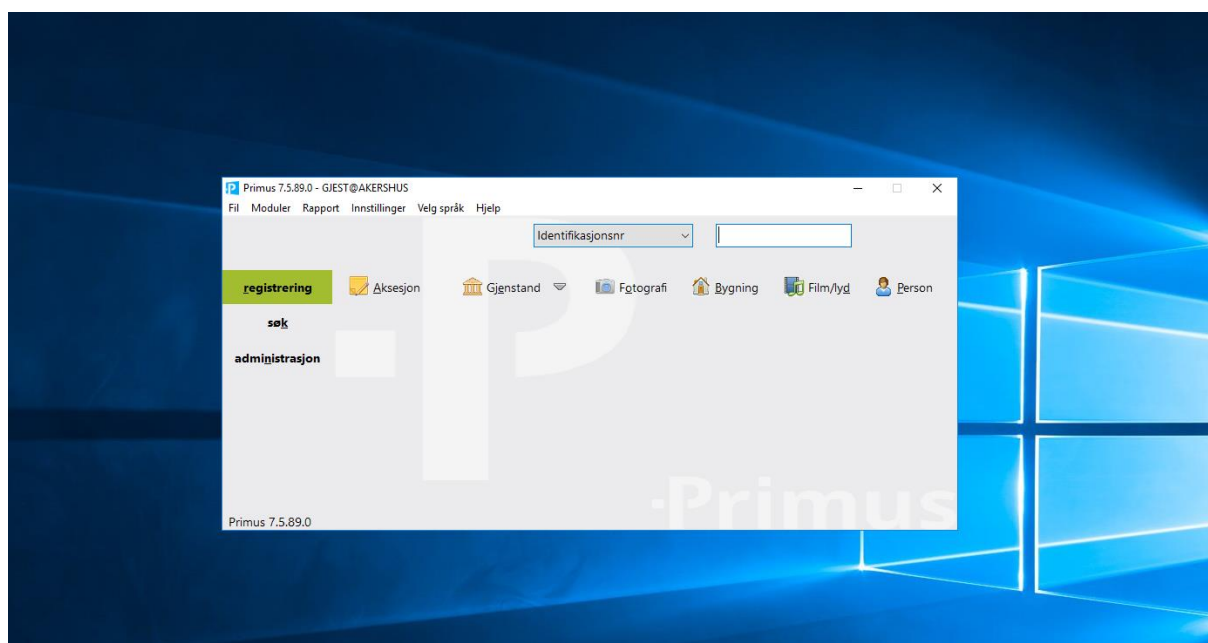 Primus 7.5.89.0 - GJEST@AKERSHUS
Fil Moduler Rapport Innstillinger Velg språk Hjelp
Identifikasjonsnr
registrering Aksesjon Gjenstand Fotografi Bygning Film/lyd Person
søk
administrasjon
Primus
Primus 7.5.89.0